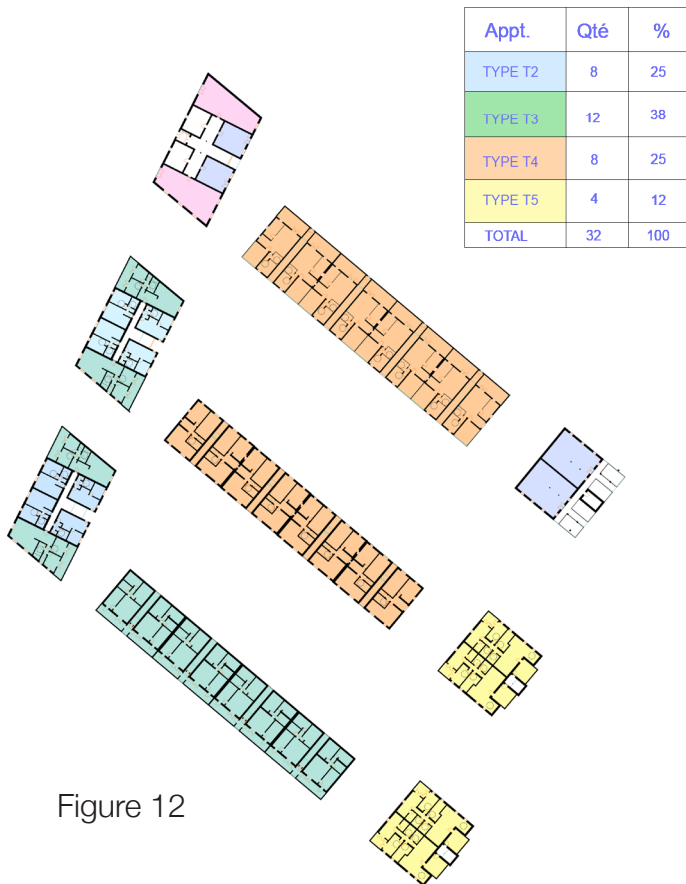 Appt. Qté %
TYPE T2 8 25
TYPE T3 12 38
TYPE T4 8 25
TYPE T5 4 12
TOTAL 32 100
Figure 12